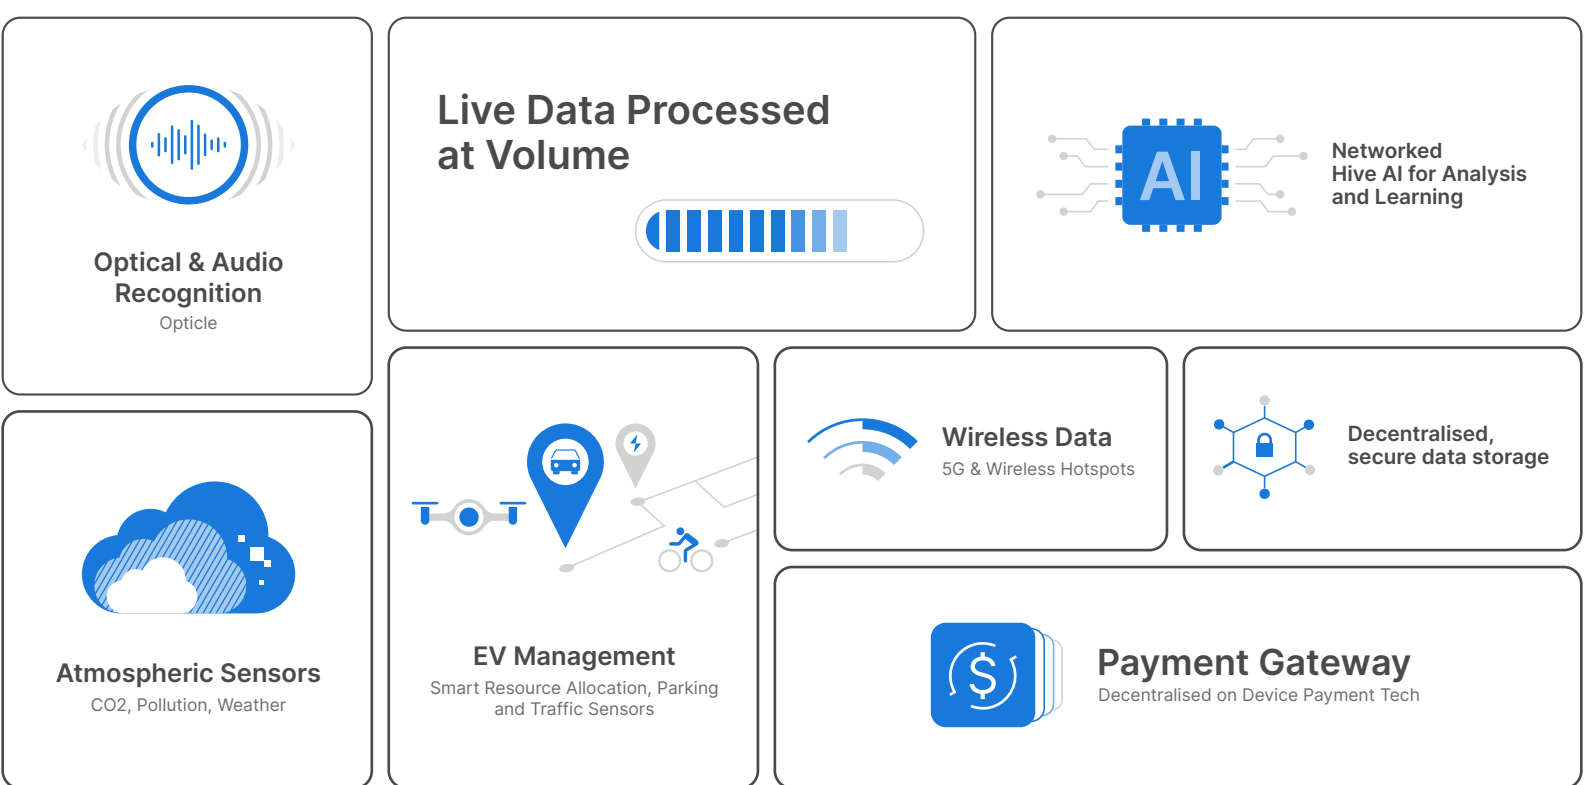 Optical & Audio
Recognition
Opticle
Live Data Processed
at Volume
AI
Networked
Hive AI for Analysis
and Learning
Atmospheric Sensors
CO2, Pollution, Weather
EV Management
Smart Resource Allocation, Parking
and Traffic Sensors
Wireless Data
5G & Wireless Hotspots
Decentralised,
secure data storage
$
Payment Gateway
Decentralised on Device Payment Tech